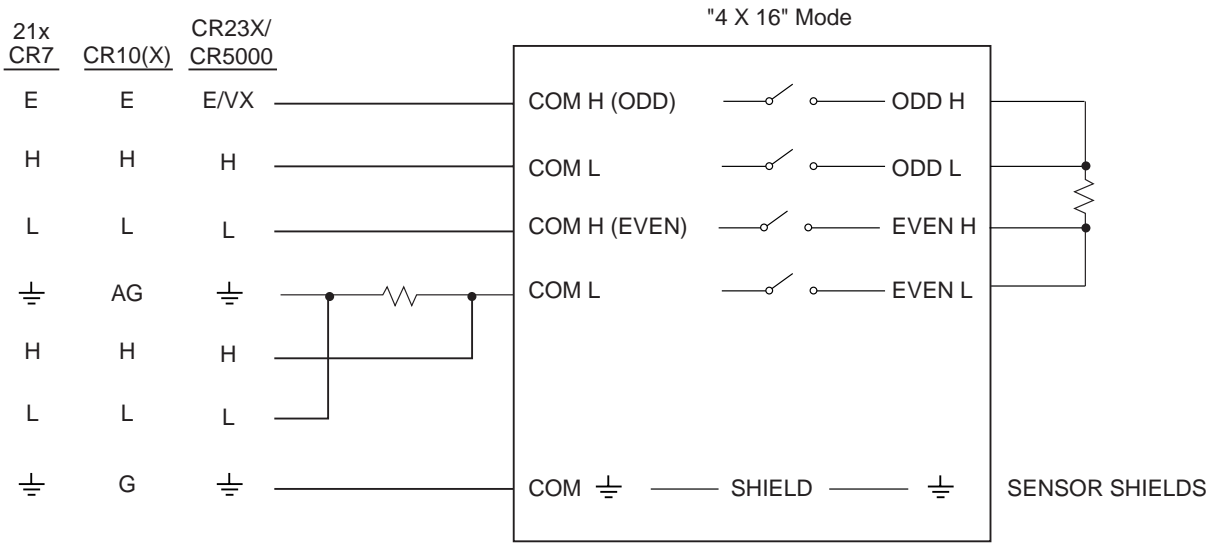 "4 X 16" Mode
21x
CR7 CR10(X) CR23X/
CR5000
E E E/VX COM H (ODD) ODD H
H H H COM L ODD L
L L L COM H (EVEN) EVEN H
AG COM L EVEN L
H H H
L L L
G COM SHIELD SENSOR SHIELDS